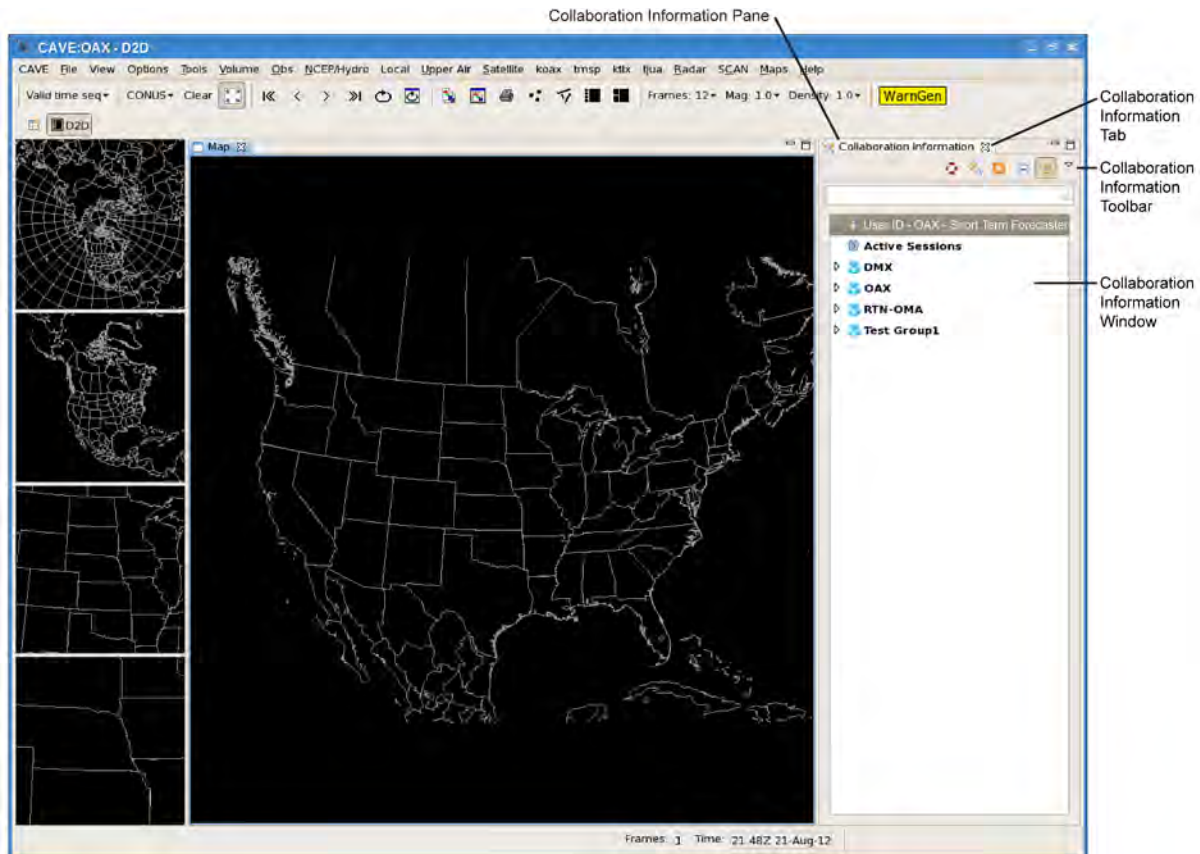 Collaboration Information Pane
CAVE:OAX - D2D
CAVE File View Options Tools Volume Obs NCEP/Hydro Local Upper Air Satellite koax tmsp ktlx tjua Radar SCAN Maps Help
Valid time seq CONUS Clear Frames: 12 Mag: 1.0 Density: 1.0 WarnGen
D2D
Map
Collaboration Information
Collaboration
Information
Tab
Collaboration
Information
Toolbar
User ID - OAX - Short Term Forecaster
Active Sessions
DMX
OAX
RTN-OMA
Test Group1
Collaboration
Information
Window
Frames: 1 Time: 21:48Z 21-Aug-12